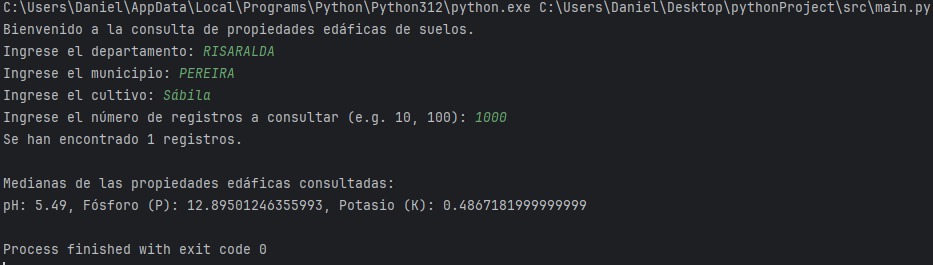 C:\Users\Daniel\AppData\Local\Programs\Python\Python312\python.exe C:\Users\Daniel\Desktop\pythonProject\src\main.py
Bienvenido a la consulta de propiedades edáficas de suelos.
Ingrese el departamento: RISARALDA
Ingrese el municipio: PEREIRA
Ingrese el cultivo: Sábila
Ingrese el número de registros a consultar (e.g. 10, 100): 1000
Se han encontrado 1 registros.
Medianas de las propiedades edáficas consultadas:
pH: 5.49, Fósforo (P): 12.89501246355993, Potasio (K): 0.4867181999999999
Process finished with exit code 0